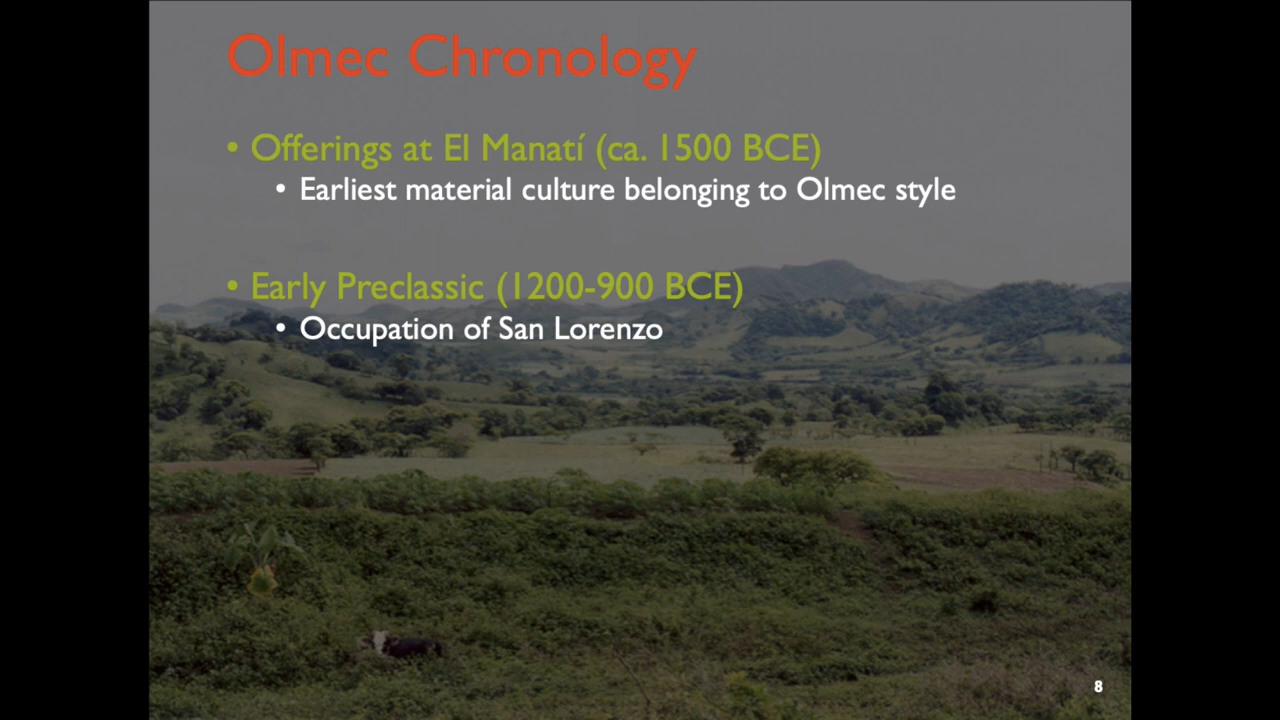 Olmec Chronology
• Offerings at El Manatí (ca. 1500 BCE)
• Earliest material culture belonging to Olmec style
• Early Preclassic (1200-900 BCE)
• Occupation of San Lorenzo
8